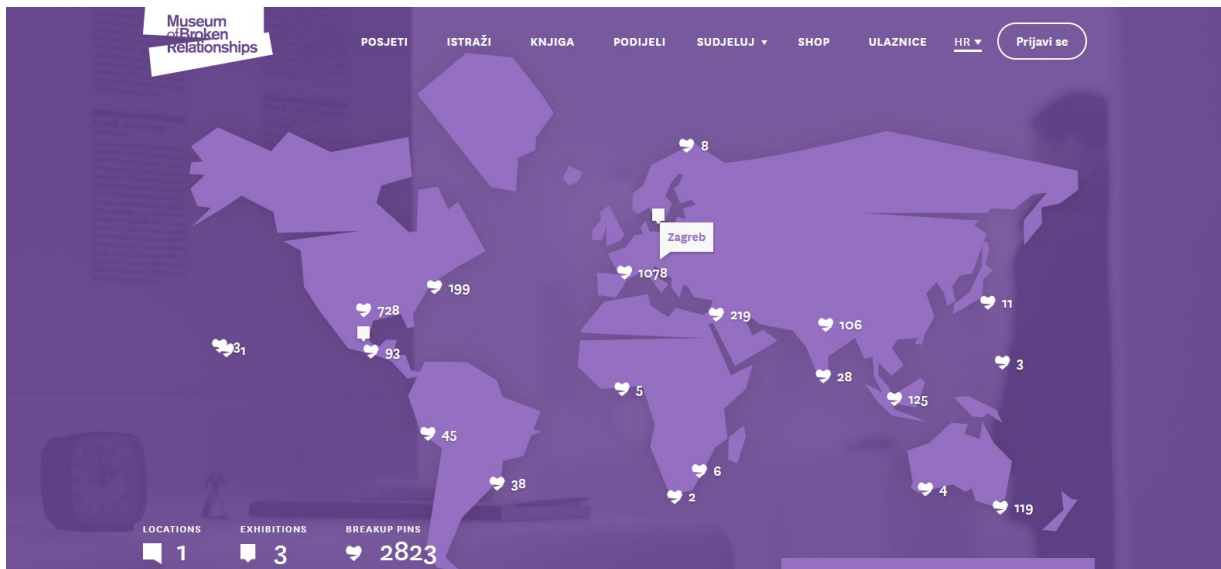 Museum
of Broken
Relationships
POSJETI
ISTRAŽI
KNJIGA
PODIJELI
SUDJELUJ
SHOP
ULAZNICE
HR
Prijavi se
8
Zagreb
1078
199
728
219
11
106
31
93
3
28
5
125
45
6
38
4
2
119
LOCATIONS
1
EXHIBITIONS
3
BREAKUP PINS
2823